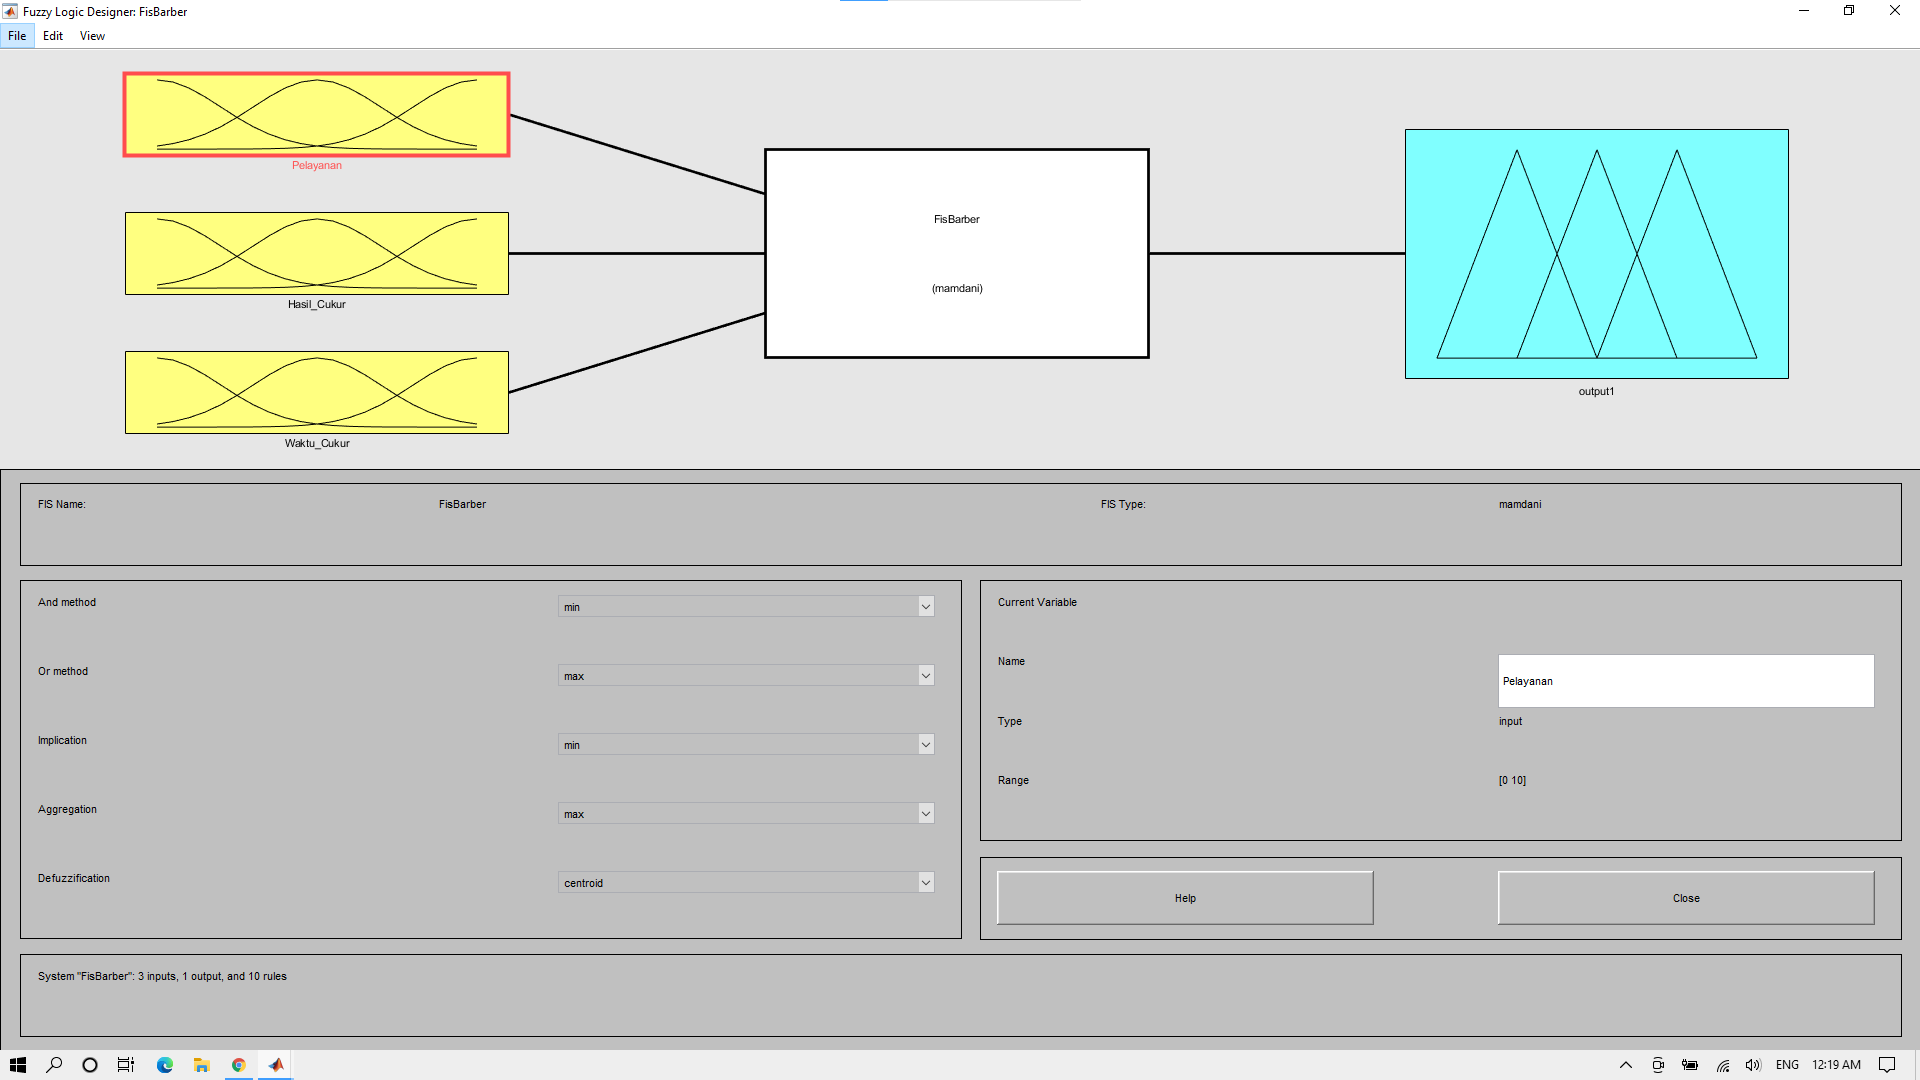 Fuzzy Logic Designer: FisBarber
File Edit View
Pelayanan
Hasil_Cukur
Waktu_Cukur
FisBarber
(mamdani)
output1
FIS Name: FisBarber FIS Type: mamdani
And method min
Or method max
Implication min
Aggregation max
Defuzzification centroid
Current Variable
Name Pelayanan
Type input
Range [0 10]
Help Close
System "FisBarber": 3 inputs, 1 output, and 10 rules
ENG 12:19 AM